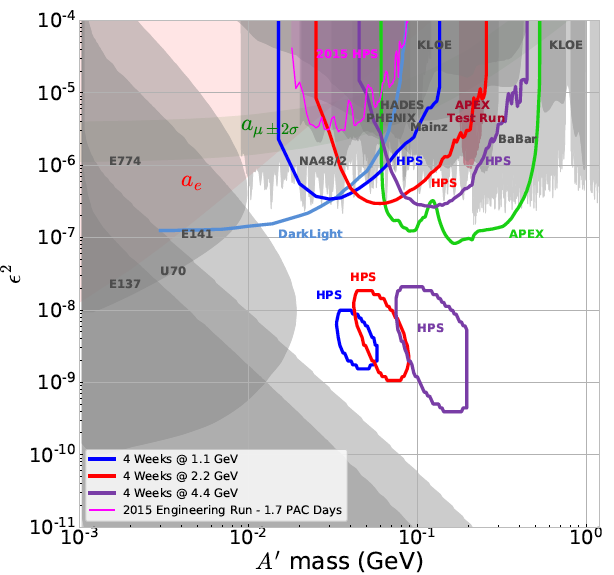 10-4
10-5
10-6
10-7
10-8
10-9
10-10
10-11
ϵ2
2015 HPS
KLOE
KLOE
HADES
PHENIX
APEX
Test Run
Mainz
BaBar
aμ±2σ
E774
NA48/2
HPS
HPS
HPS
ae
E141
DarkLight
APEX
U70
E137
HPS
HPS
HPS
4 Weeks @ 1.1 GeV
4 Weeks @ 2.2 GeV
4 Weeks @ 4.4 GeV
2015 Engineering Run - 1.7 PAC Days
10-3
10-2
10-1
100
A′ mass (GeV)